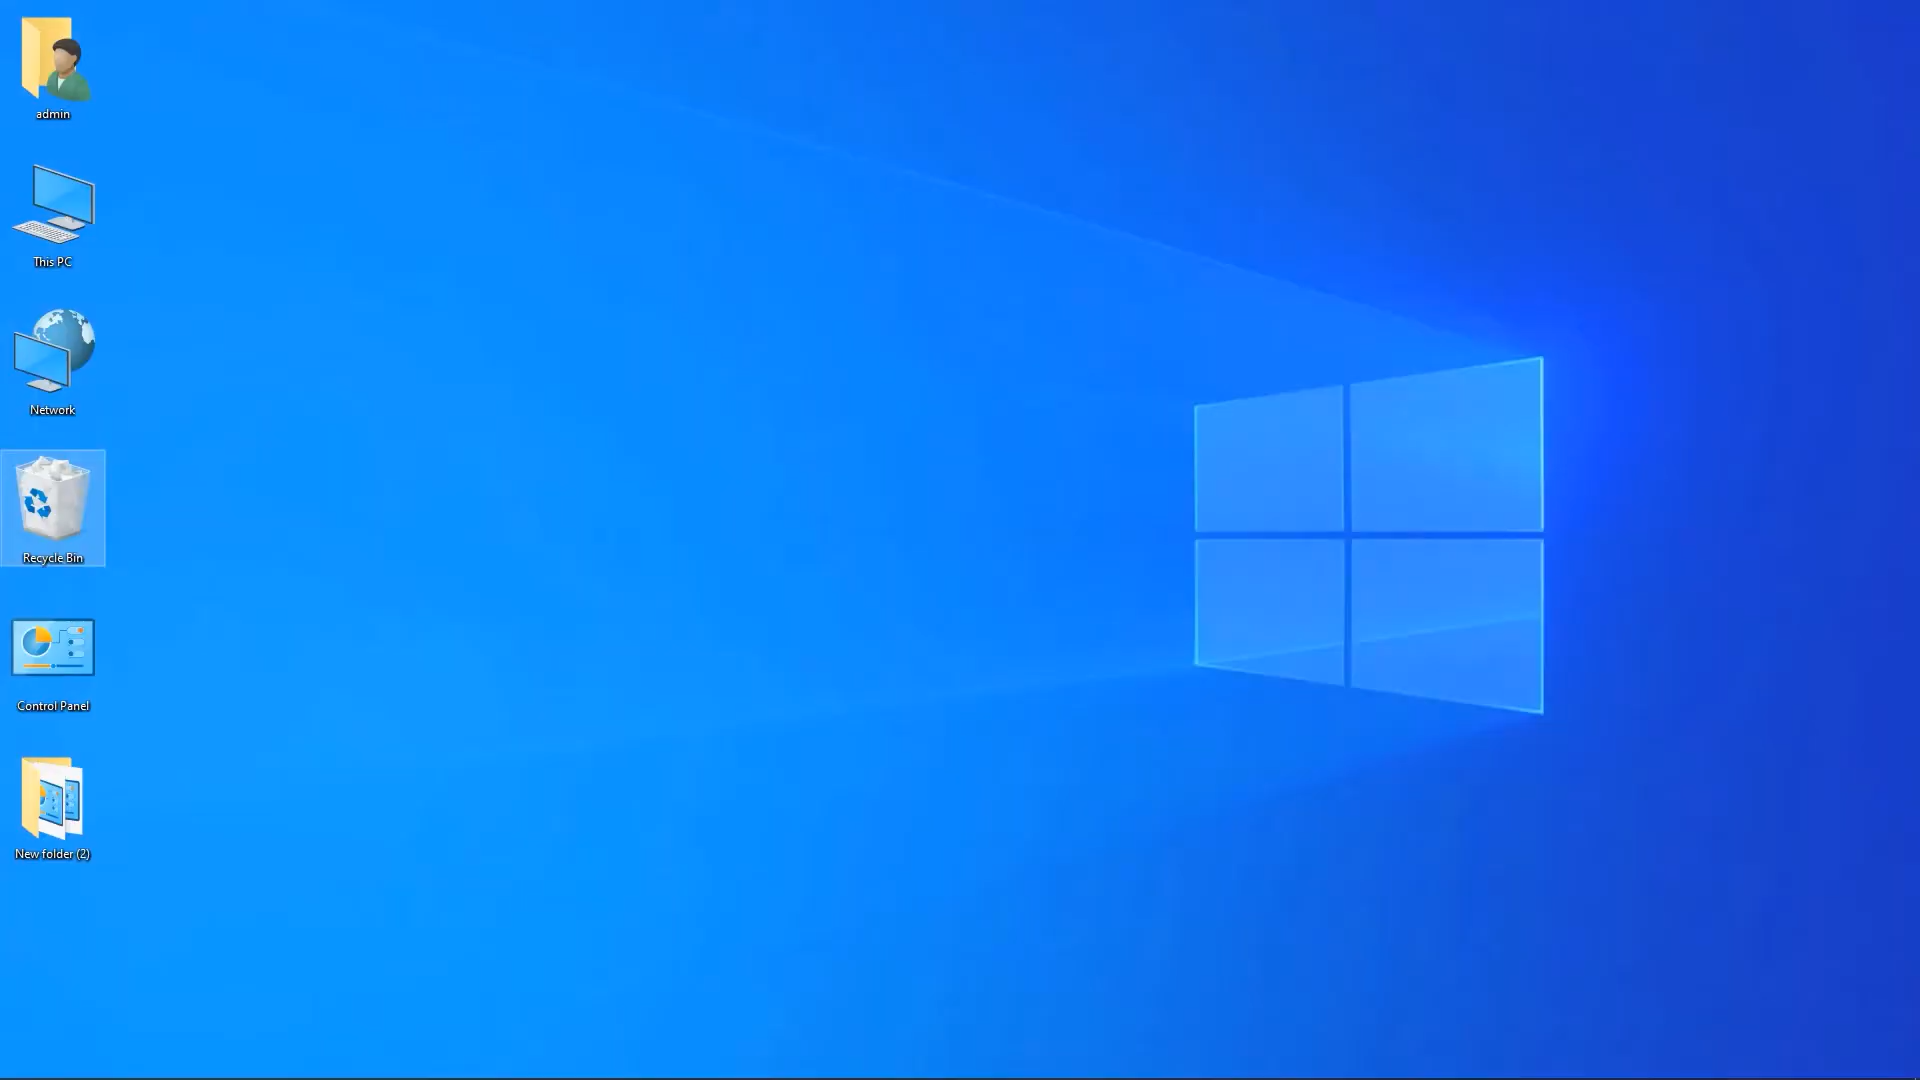 admin
This PC
Network
Recycle Bin
Control Panel
New folder (2)